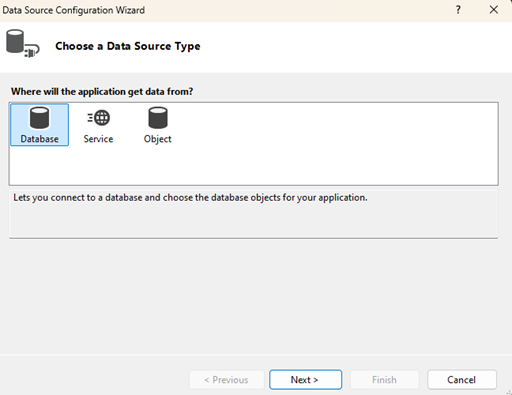 Data Source Configuration Wizard
?
Choose a Data Source Type
Where will the application get data from?
Database
Service
Object
Lets you connect to a database and choose the database objects for your application.
< Previous
Next >
Finish
Cancel